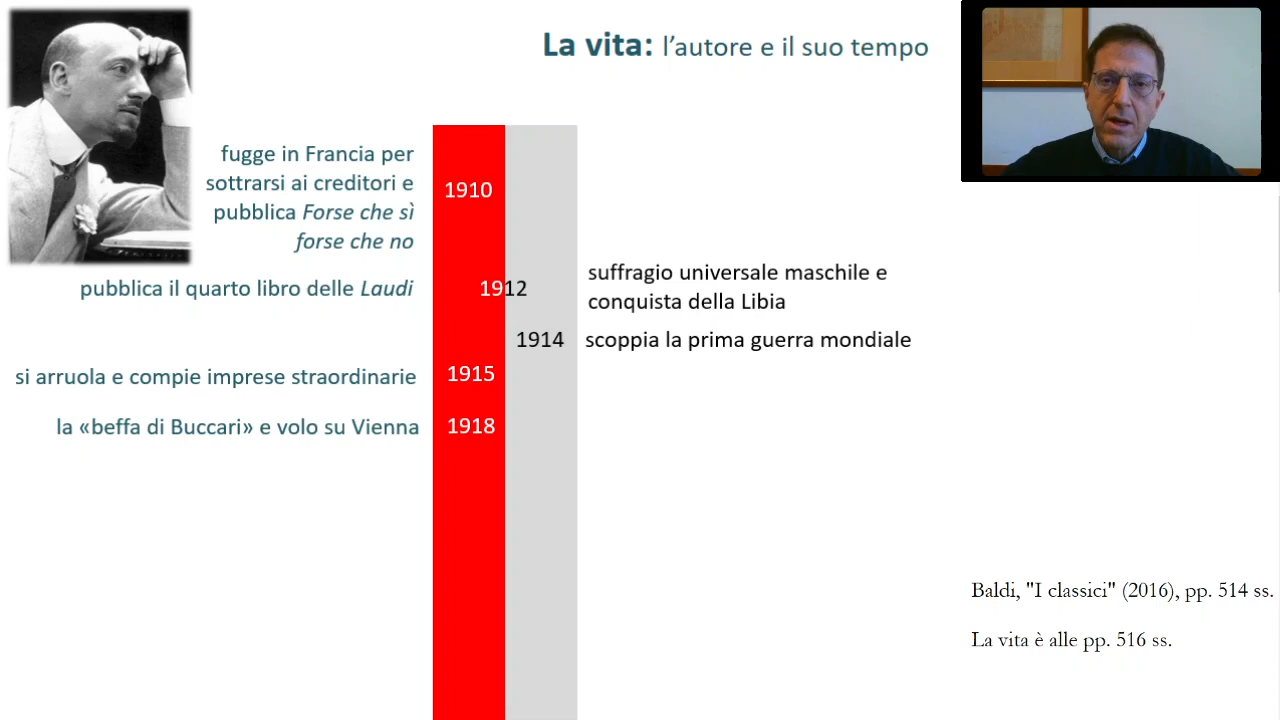 La vita: l'autore e il suo tempo
fugge in Francia per
sottrarsi ai creditori e
pubblica Forse che sì
forse che no
1910
pubblica il quarto libro delle Laudi
1912
suffragio universale maschile e
conquista della Libia
1914
scoppia la prima guerra mondiale
si arruola e compie imprese straordinarie
1915
la «beffa di Buccari» e volo su Vienna
1918
Baldi, "I classici" (2016), pp. 514 ss.
La vita è alle pp. 516 ss.